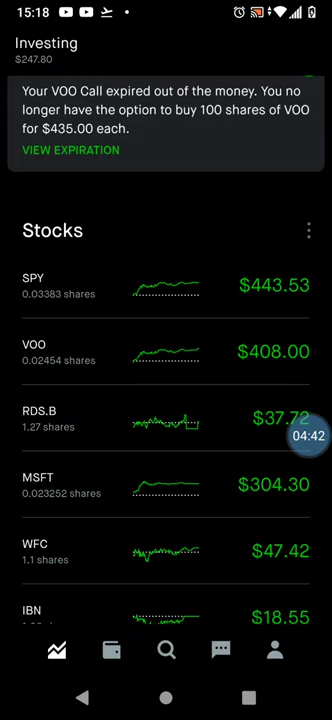 15:18
Investing
$247.80
Your VOO Call expired out of the money. You no
longer have the option to buy 100 shares of VOO
for $435.00 each.
VIEW EXPIRATION
Stocks
SPY
0.03383 shares
$443.53
VOO
0.02454 shares
$408.00
RDS.B
1.27 shares
$37.72
04:42
MSFT
0.023252 shares
$304.30
WFC
1.1 shares
$47.42
IBN
$18.55